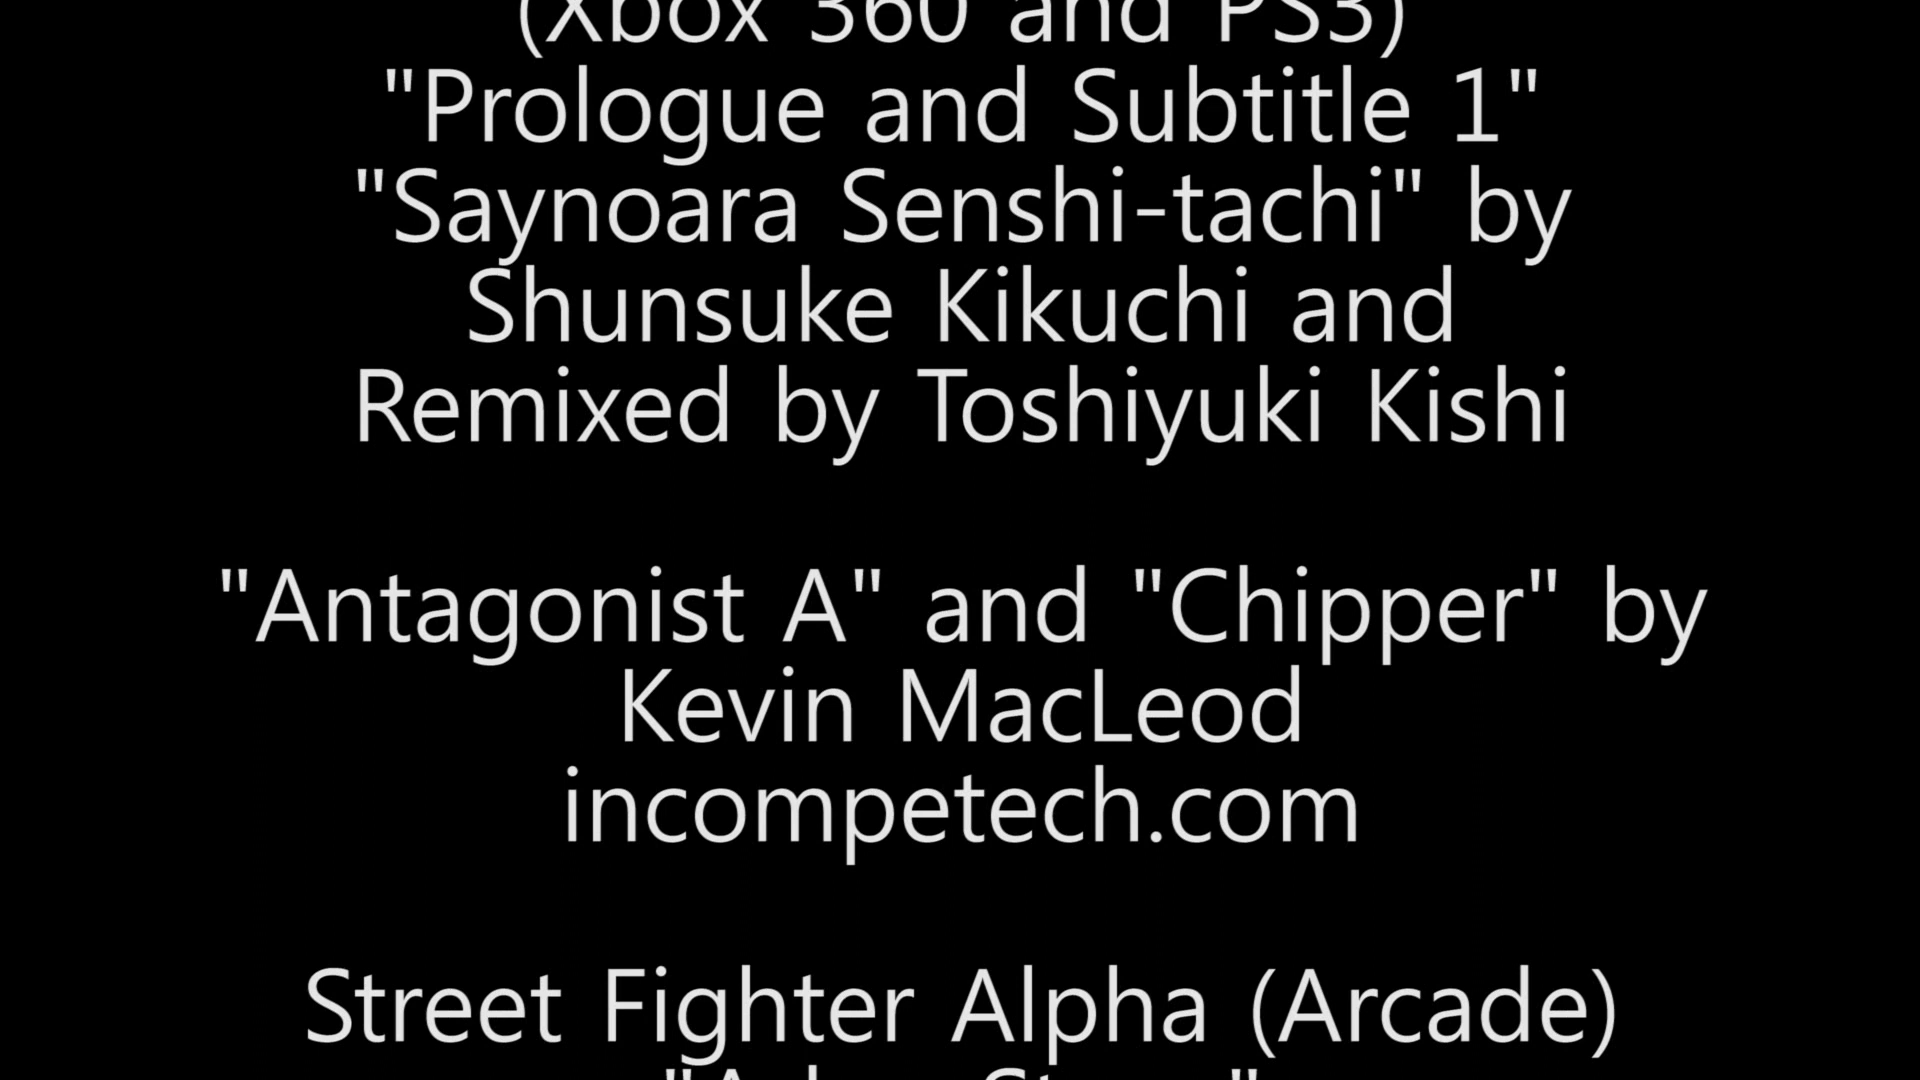 (Xbox 360 and PS3)
"Prologue and Subtitle 1"
"Saynoara Senshi-tachi" by
Shunsuke Kikuchi and
Remixed by Toshiyuki Kishi
"Antagonist A" and "Chipper" by
Kevin MacLeod
incompetech.com
Street Fighter Alpha (Arcade)